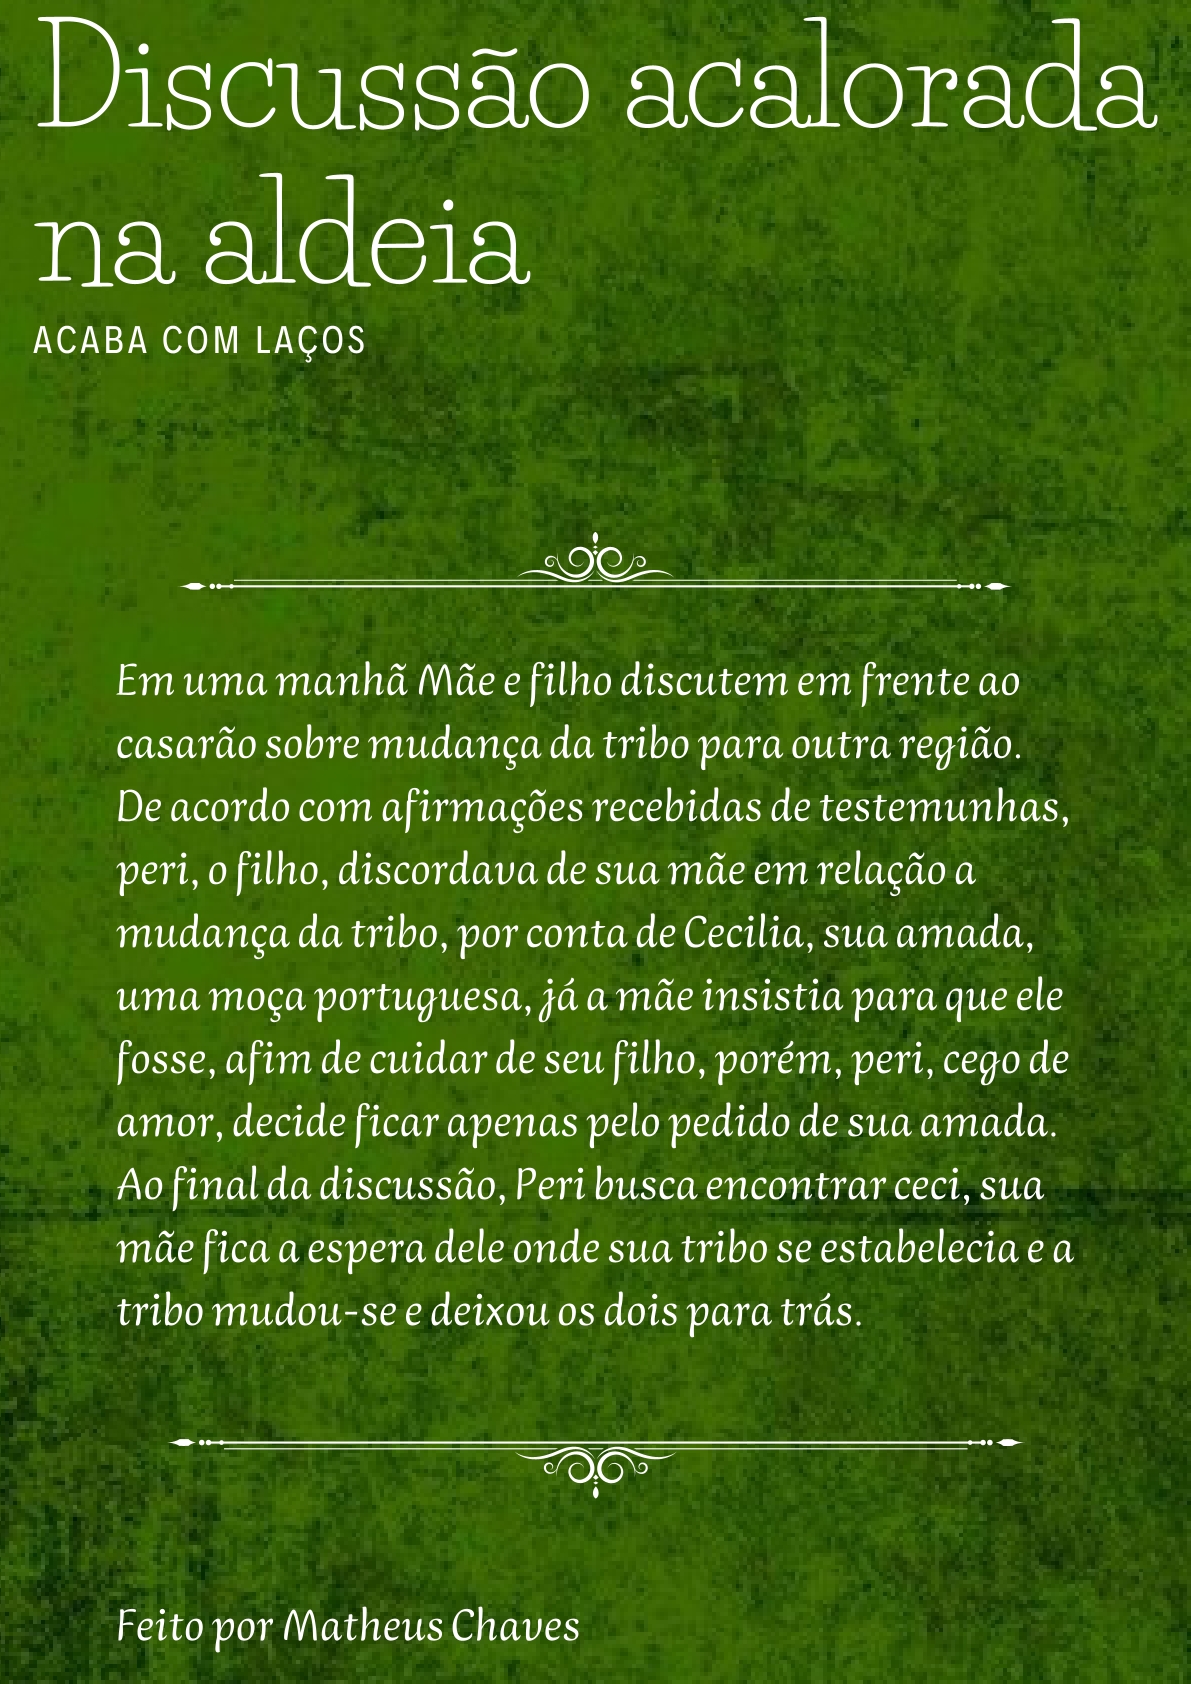 Discussão acalorada
na aldeia
ACABA COM LAÇOS
Em uma manhã Mãe e filho discutem em frente ao
casarão sobre mudança da tribo para outra região.
De acordo com afirmações recebidas de testemunhas,
peri, o filho, discordava de sua mãe em relação a
mudança da tribo, por conta de Cecilia, sua amada,
uma moça portuguesa, já a mãe insistia para que ele
fosse, afim de cuidar de seu filho, porém, peri, cego de
amor, decide ficar apenas pelo pedido de sua amada.
Ao final da discussão, Peri busca encontrar ceci, sua
mãe fica a espera dele onde sua tribo se estabelecia e a
tribo mudou-se e deixou os dois para trás.
Feito por Matheus Chaves